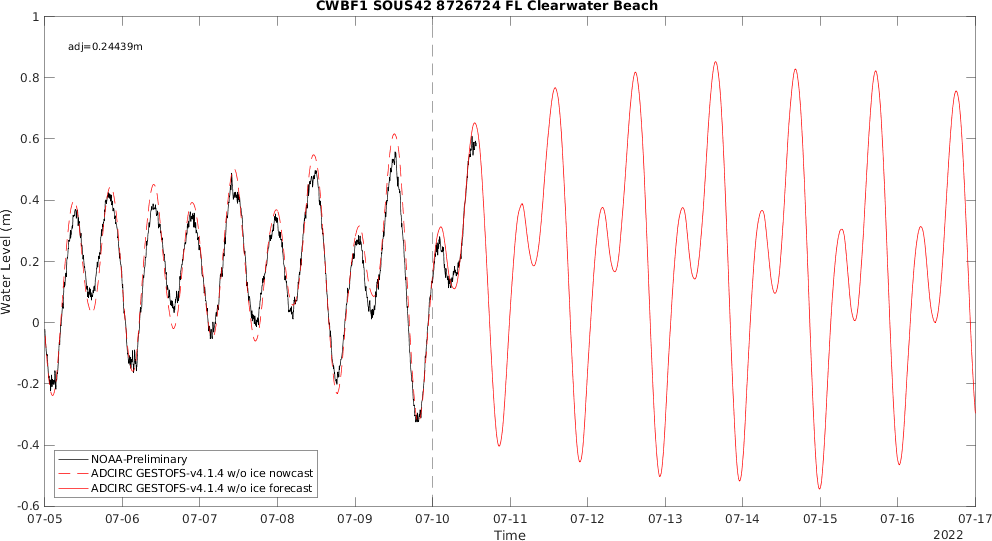 CWBF1 SOUS42 8726724 FL Clearwater Beach
adj=0.24439m
1
0.8
0.6
0.4
0.2
0
-0.2
-0.4
-0.6
Water Level (m)
NOAA-Preliminary
ADCIRC GESTOFS-v4.1.4 w/o ice nowcast
ADCIRC GESTOFS-v4.1.4 w/o ice forecast
07-05 07-06 07-07 07-08 07-09 07-10 07-11 07-12 07-13 07-14 07-15 07-16 07-17
Time
2022